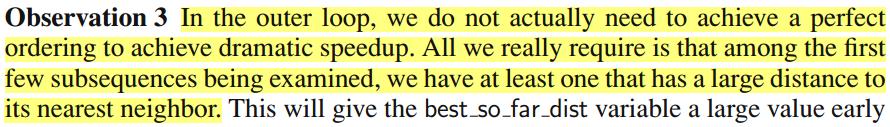 Observation 3 In the outer loop, we do not actually need to achieve a perfect
ordering to achieve dramatic speedup. All we really require is that among the first
few subsequences being examined, we have at least one that has a large distance to
its nearest neighbor. This will give the best_so_far_dist variable a large value early